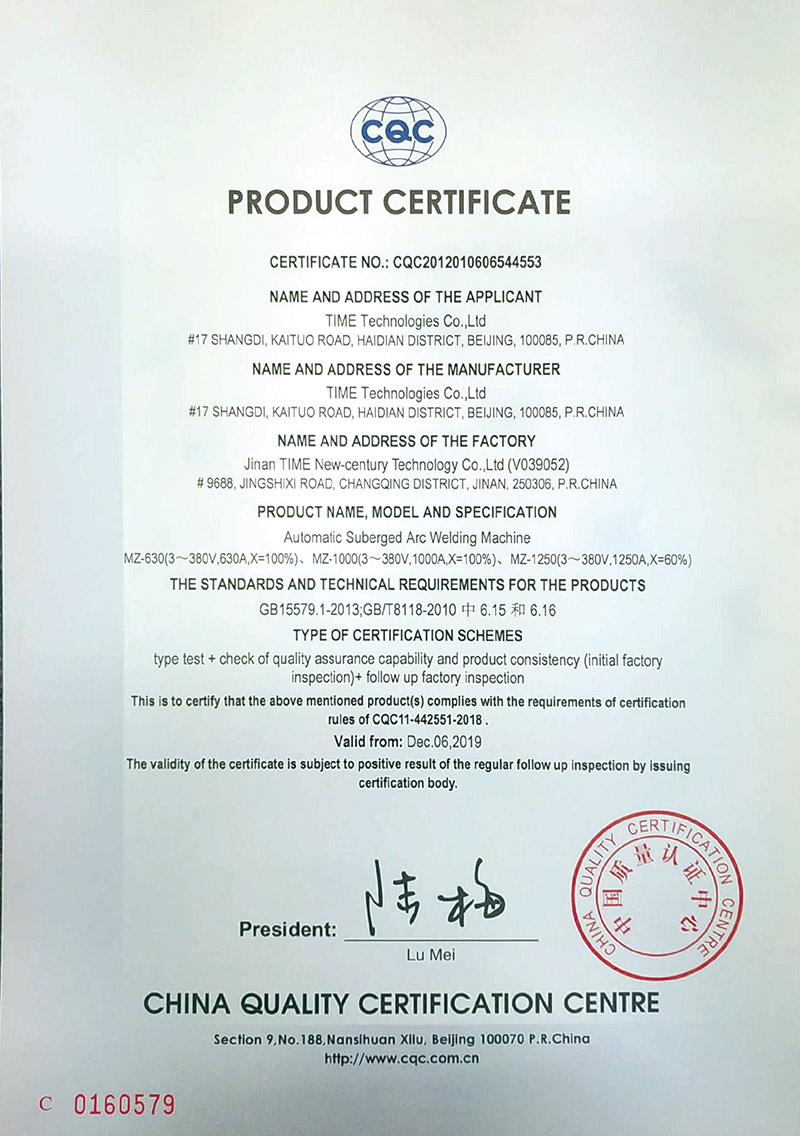 CQC
PRODUCT CERTIFICATE
CERTIFICATE NO.: CQC2012010606544553
NAME AND ADDRESS OF THE APPLICANT
TIME Technologies Co.,Ltd
#17 SHANGDI, KAITUO ROAD, HAIDIAN DISTRICT, BEIJING, 100085, P.R.CHINA
NAME AND ADDRESS OF THE MANUFACTURER
TIME Technologies Co.,Ltd
#17 SHANGDI, KAITUO ROAD, HAIDIAN DISTRICT, BEIJING, 100085, P.R.CHINA
NAME AND ADDRESS OF THE FACTORY
Jinan TIME New-century Technology Co.,Ltd (V039052)
# 9688, JINGSHIXI ROAD, CHANGQING DISTRICT, JINAN, 250306, P.R.CHINA
PRODUCT NAME, MODEL AND SPECIFICATION
Automatic Suberged Arc Welding Machine
MZ-630(3～380V,630A,X=100%)、MZ-1000(3～380V,1000A,X=100%)、MZ-1250(3～380V,1250A,X=60%)
THE STANDARDS AND TECHNICAL REQUIREMENTS FOR THE PRODUCTS
GB15579.1-2013;GB/T8118-2010 中 6.15 和 6.16
TYPE OF CERTIFICATION SCHEMES
type test + check of quality assurance capability and product consistency (initial factory
inspection)+ follow up factory inspection
This is to certify that the above mentioned product(s) complies with the requirements of certification
rules of CQC11-442551-2018 .
Valid from: Dec.06,2019
The validity of the certificate is subject to positive result of the regular follow up inspection by issuing
certification body.
President: 陆梅
Lu Mei
CHINA QUALITY CERTIFICATION CENTRE
中国质量认证中心
CHINA QUALITY CERTIFICATION CENTRE
Section 9,No.188,Nansihuan Xilu, Beijing 100070 P.R.China
http://www.cqc.com.cn
C 0160579